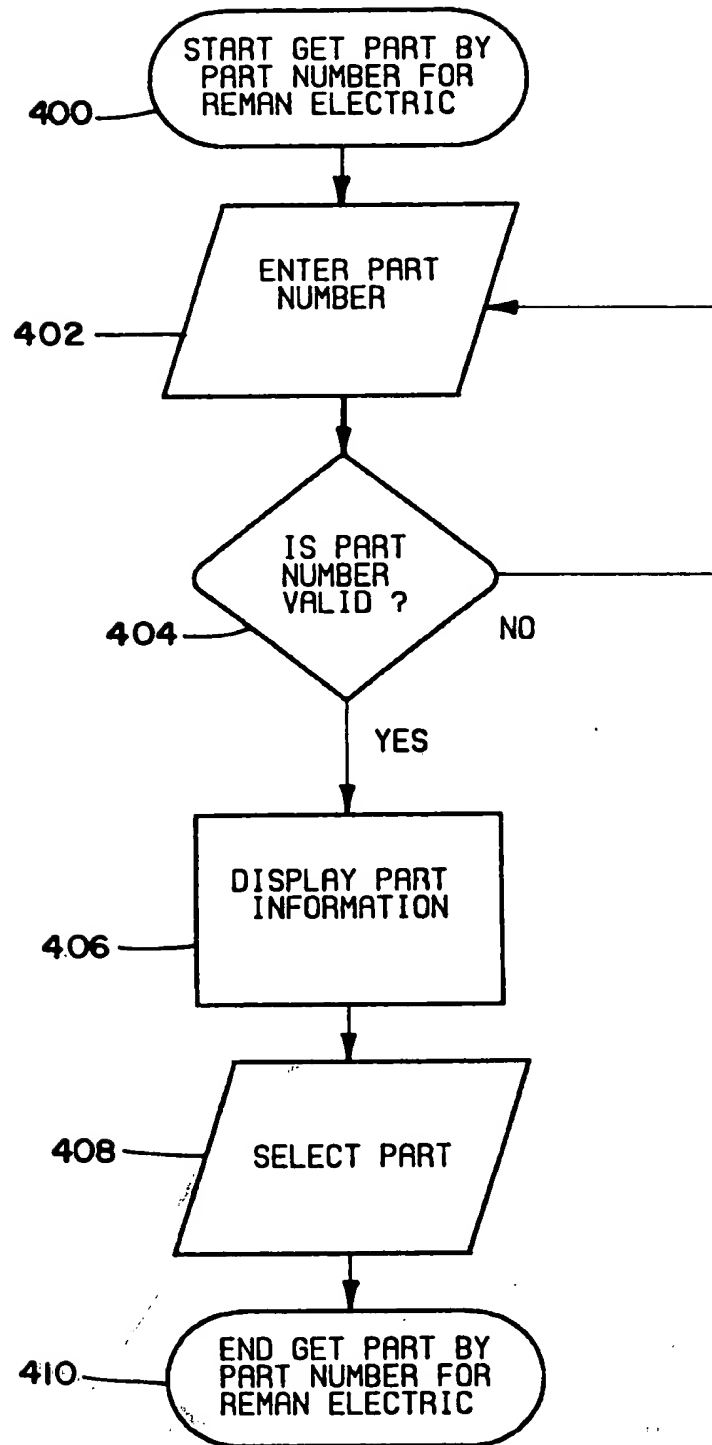 START GET PART BY
PART NUMBER FOR
REMAN ELECTRIC
400
ENTER PART
NUMBER
402
IS PART
NUMBER
VALID ?
404
NO
YES
DISPLAY PART
INFORMATION
406
SELECT PART
408
END GET PART BY
PART NUMBER FOR
REMAN ELECTRIC
410